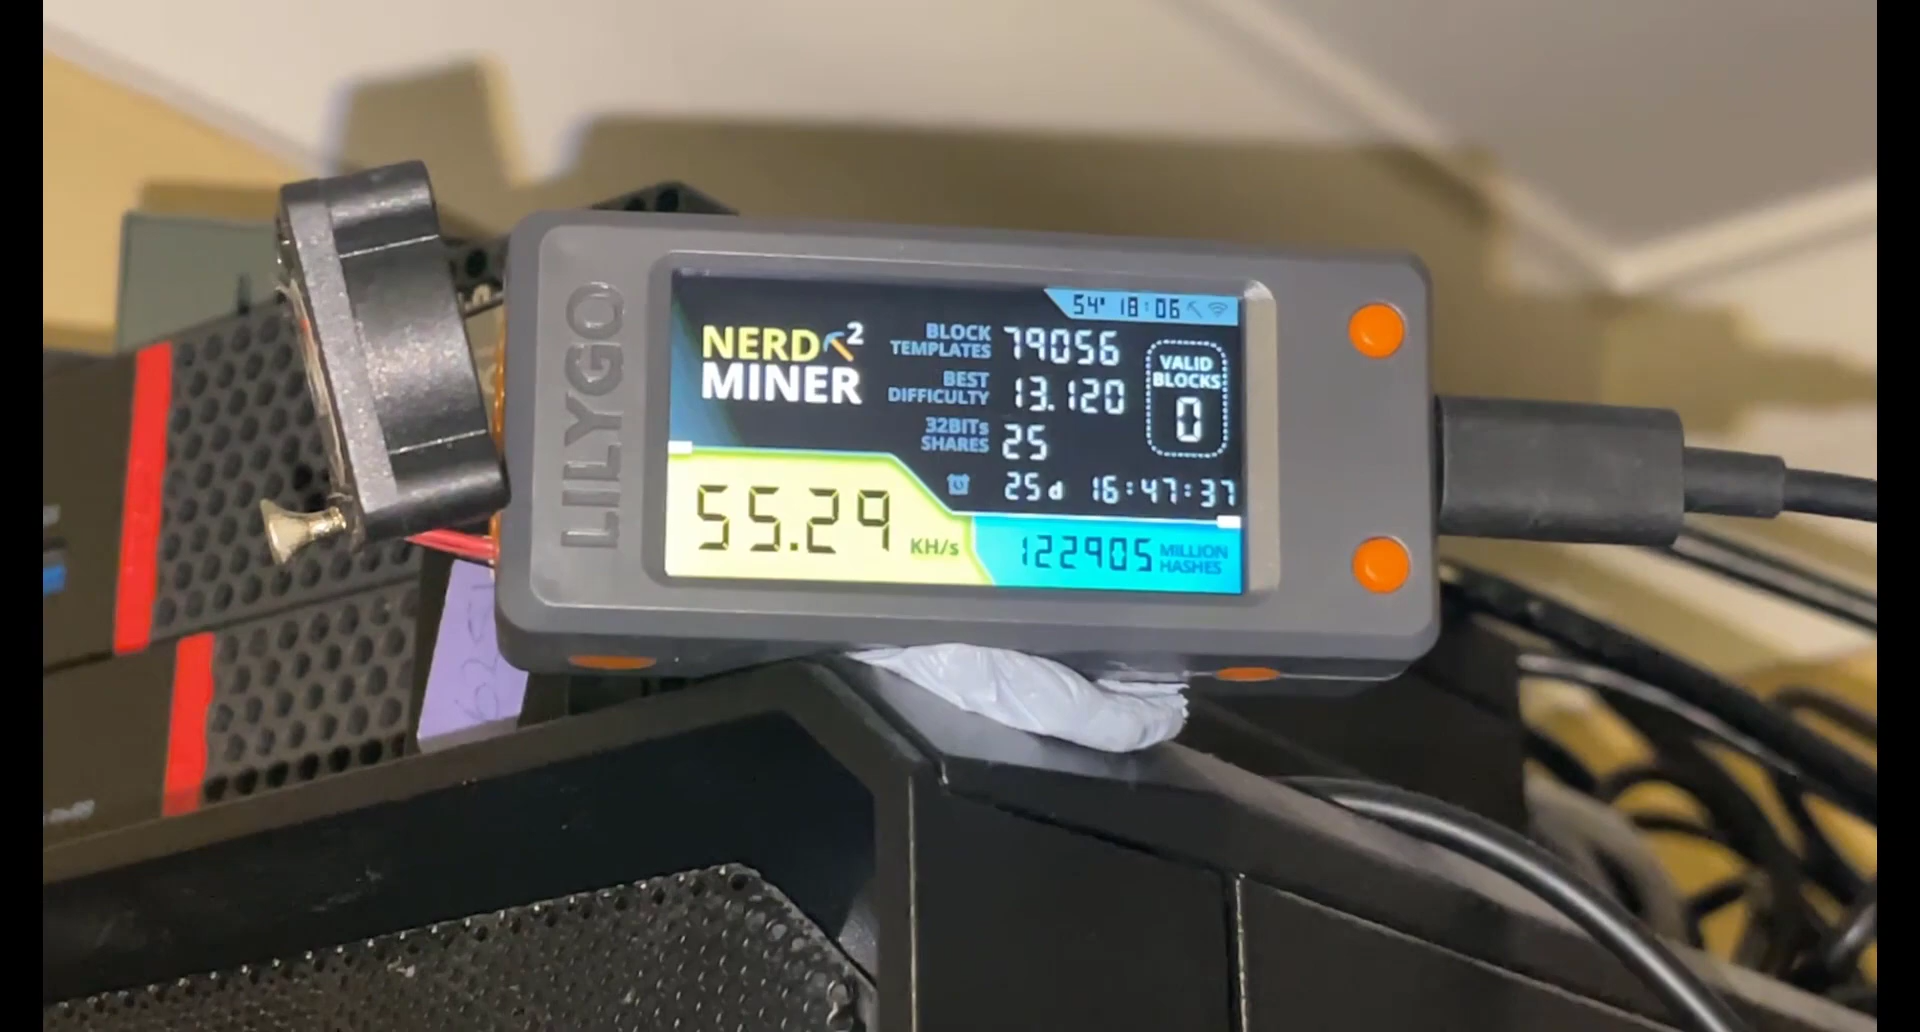 LILYGO
54° 18:06
NERD 2
MINER
BLOCK
TEMPLATES 79056
BEST
DIFFICULTY 13.120
32BITs
SHARES 25
VALID
BLOCKS
0
25d 16:47:37
55.29 KH/s
122905 MILLION
HASHES